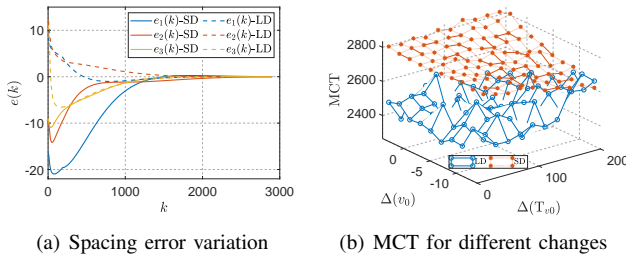 10
0
-10
-20
e(k)
0 1000 2000 3000
k
e₁(k)-SD e₁(k)-LD
e₂(k)-SD e₂(k)-LD
e₃(k)-SD e₃(k)-LD
2800
2600
2400
MCT
0
-5
-10
Δ(v₀)
0
100
200
Δ(T_v0)
LD SD
(a) Spacing error variation
(b) MCT for different changes